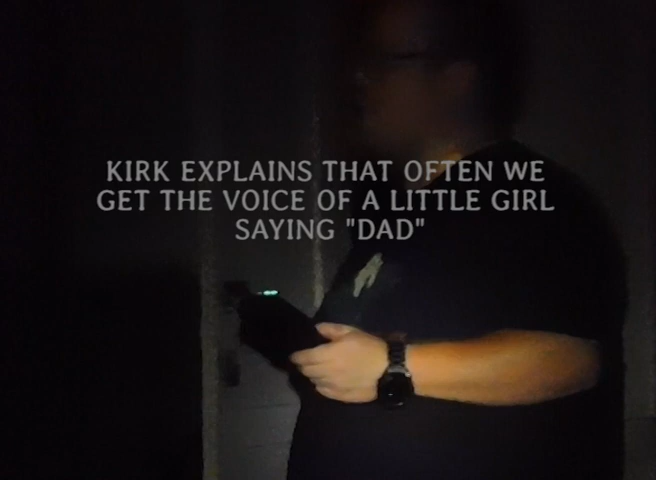 KIRK EXPLAINS THAT OFTEN WE
GET THE VOICE OF A LITTLE GIRL
SAYING "DAD"